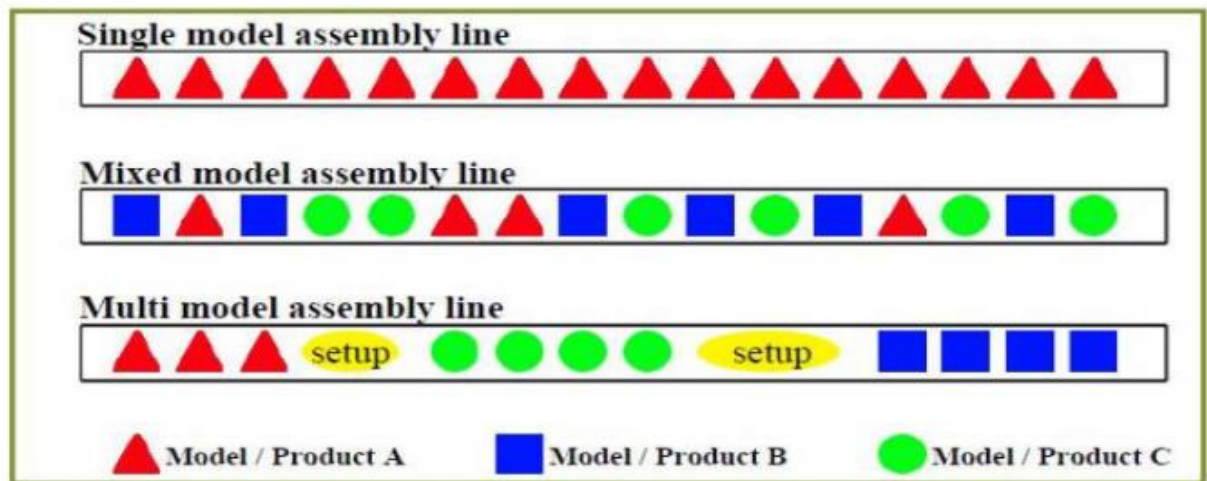 Single model assembly line
Mixed model assembly line
Multi model assembly line
setup setup
Model / Product A Model / Product B Model / Product C